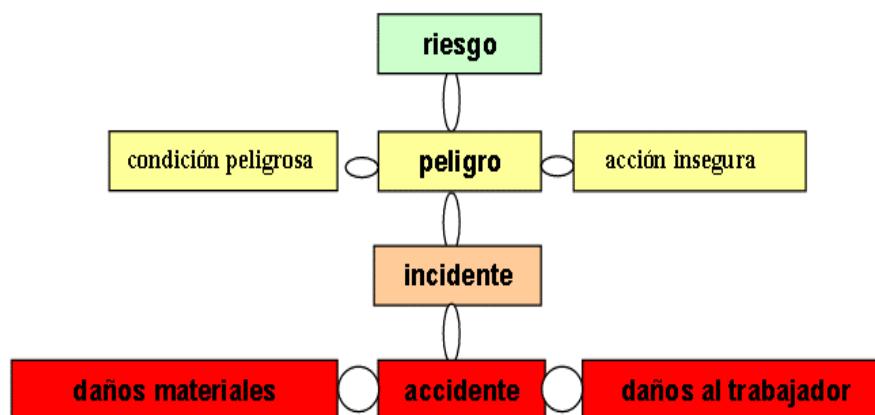 riesgo
condición peligrosa
peligro
acción insegura
incidente
daños materiales
accidente
daños al trabajador